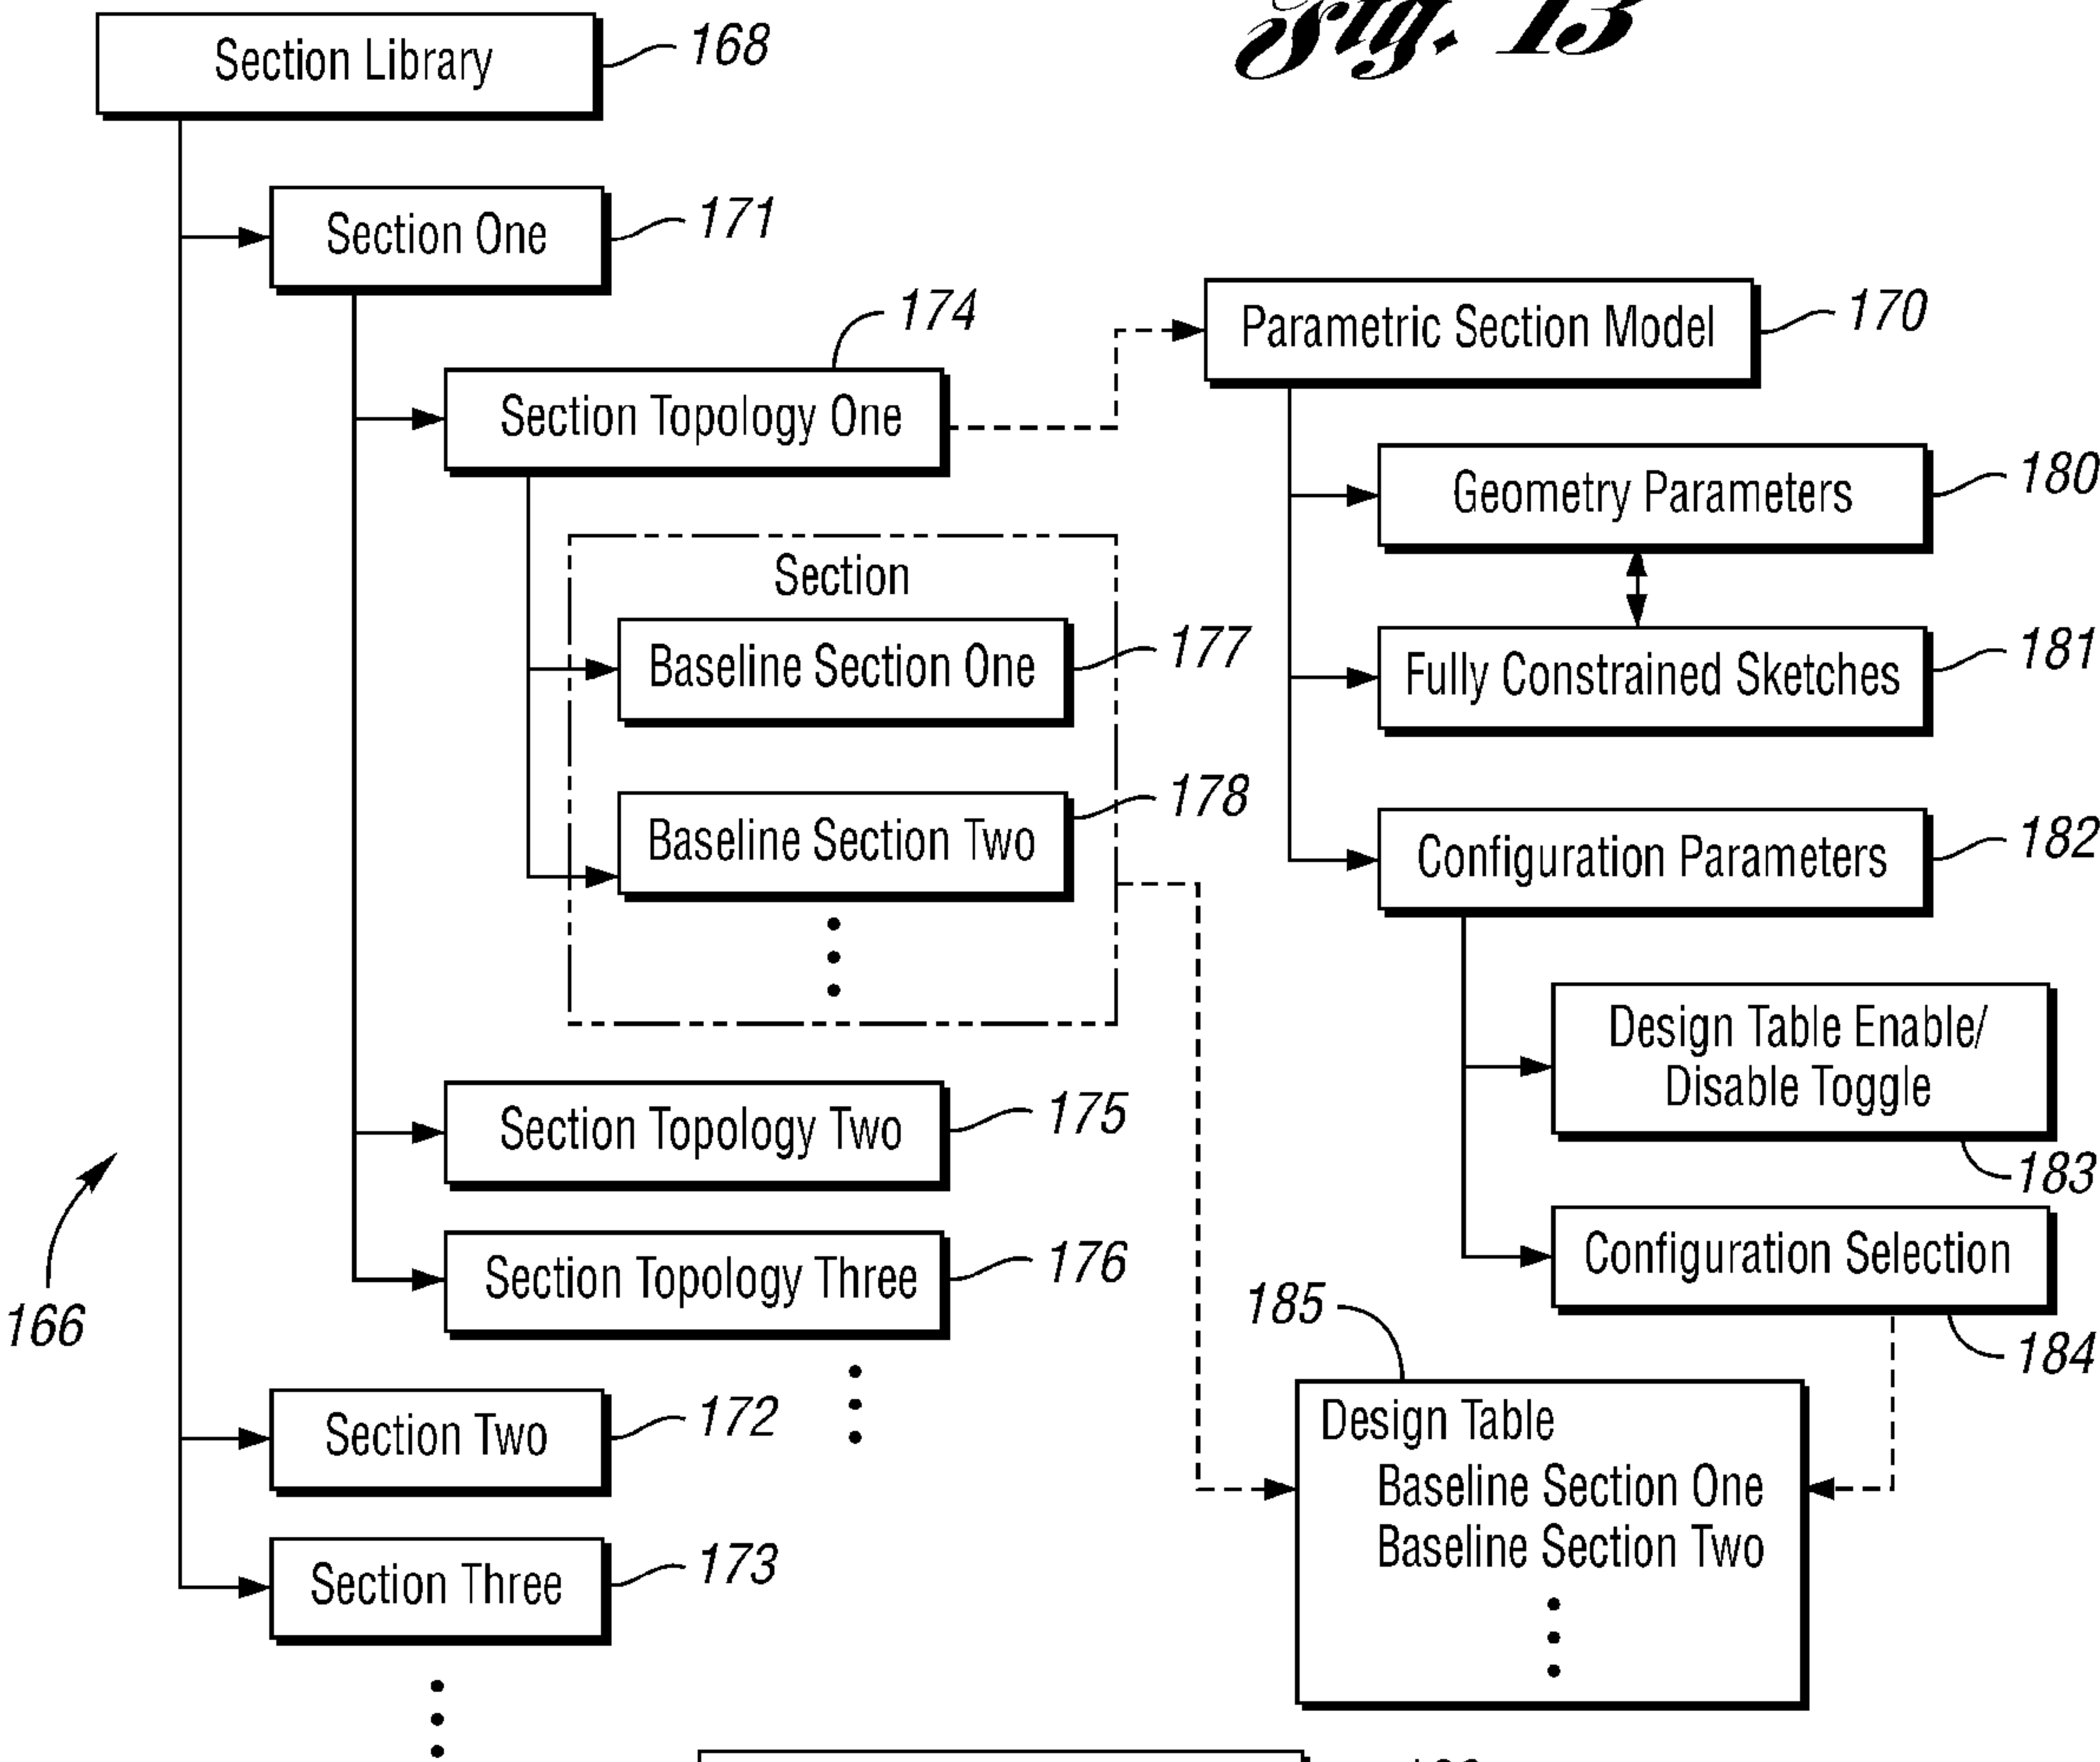 Fig. 13
Section Library
168
Section One
171
174
Section Topology One
Section
Baseline Section One
177
Baseline Section Two
178
Section Topology Two
175
Section Topology Three
176
166
Section Two
172
Section Three
173
Parametric Section Model
170
Geometry Parameters
180
Fully Constrained Sketches
181
Configuration Parameters
182
Design Table Enable/
Disable Toggle
183
Configuration Selection
184
185
Design Table
Baseline Section One
Baseline Section Two